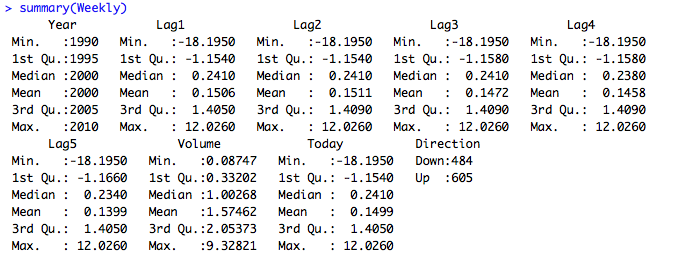 > summary(Weekly)
      Year           Lag1               Lag2               Lag3               Lag4
 Min.   :1990   Min.   :-18.1950   Min.   :-18.1950   Min.   :-18.1950   Min.   :-18.1950
 1st Qu.:1995   1st Qu.: -1.1540   1st Qu.: -1.1540   1st Qu.: -1.1580   1st Qu.: -1.1580
 Median :2000   Median :  0.2410   Median :  0.2410   Median :  0.2410   Median :  0.2380
 Mean   :2000   Mean   :  0.1506   Mean   :  0.1511   Mean   :  0.1472   Mean   :  0.1458
 3rd Qu.:2005   3rd Qu.:  1.4050   3rd Qu.:  1.4090   3rd Qu.:  1.4090   3rd Qu.:  1.4090
 Max.   :2010   Max.   : 12.0260   Max.   : 12.0260   Max.   : 12.0260   Max.   : 12.0260
      Lag5              Volume            Today          Direction
 Min.   :-18.1950   Min.   :0.08747   Min.   :-18.1950   Down:484
 1st Qu.: -1.1660   1st Qu.:0.33202   1st Qu.: -1.1540   Up  :605
 Median :  0.2340   Median :1.00268   Median :  0.2410
 Mean   :  0.1399   Mean   :1.57462   Mean   :  0.1499
 3rd Qu.:  1.4050   3rd Qu.:2.05373   3rd Qu.:  1.4050
 Max.   : 12.0260   Max.   :9.32821   Max.   : 12.0260